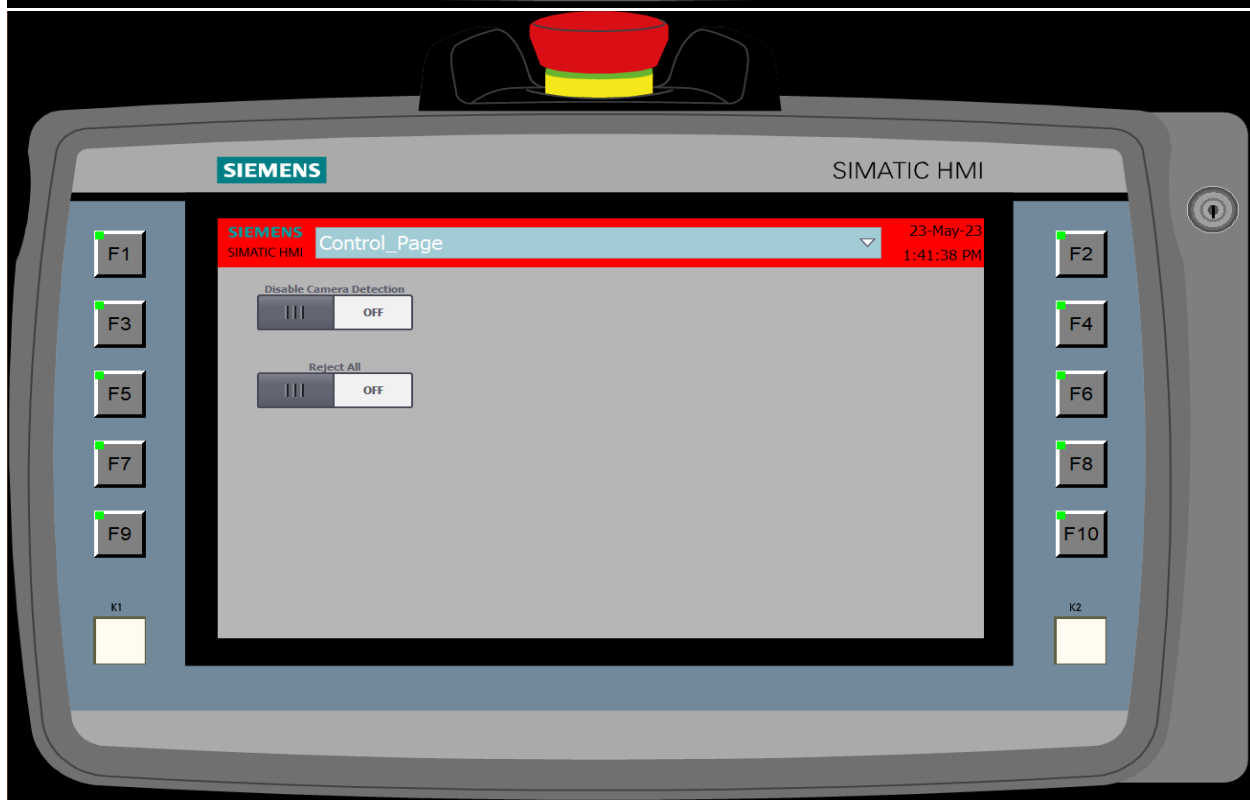 SIEMENS
SIMATIC HMI
SIEMENS
SIMATIC HMI
Control_Page
23-May-23
1:41:38 PM
Disable Camera Detection
OFF
Reject All
OFF
F1
F3
F5
F7
F9
K1
F2
F4
F6
F8
F10
K2